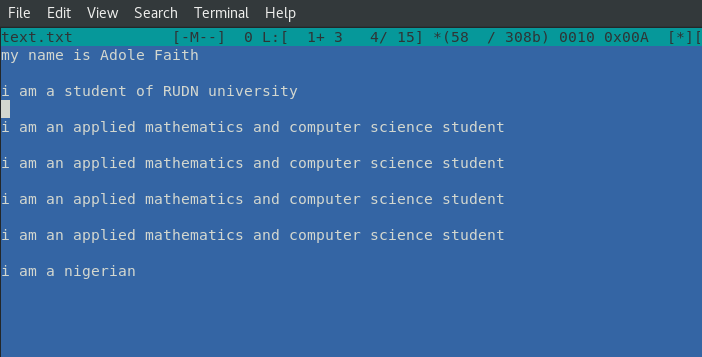 File Edit View Search Terminal Help
text.txt [-M--] 0 L:[ 1+ 3 4/ 15] *(58 / 308b) 0010 0x00A [*][
my name is Adole Faith
i am a student of RUDN university
i am an applied mathematics and computer science student
i am an applied mathematics and computer science student
i am an applied mathematics and computer science student
i am an applied mathematics and computer science student
i am a nigerian